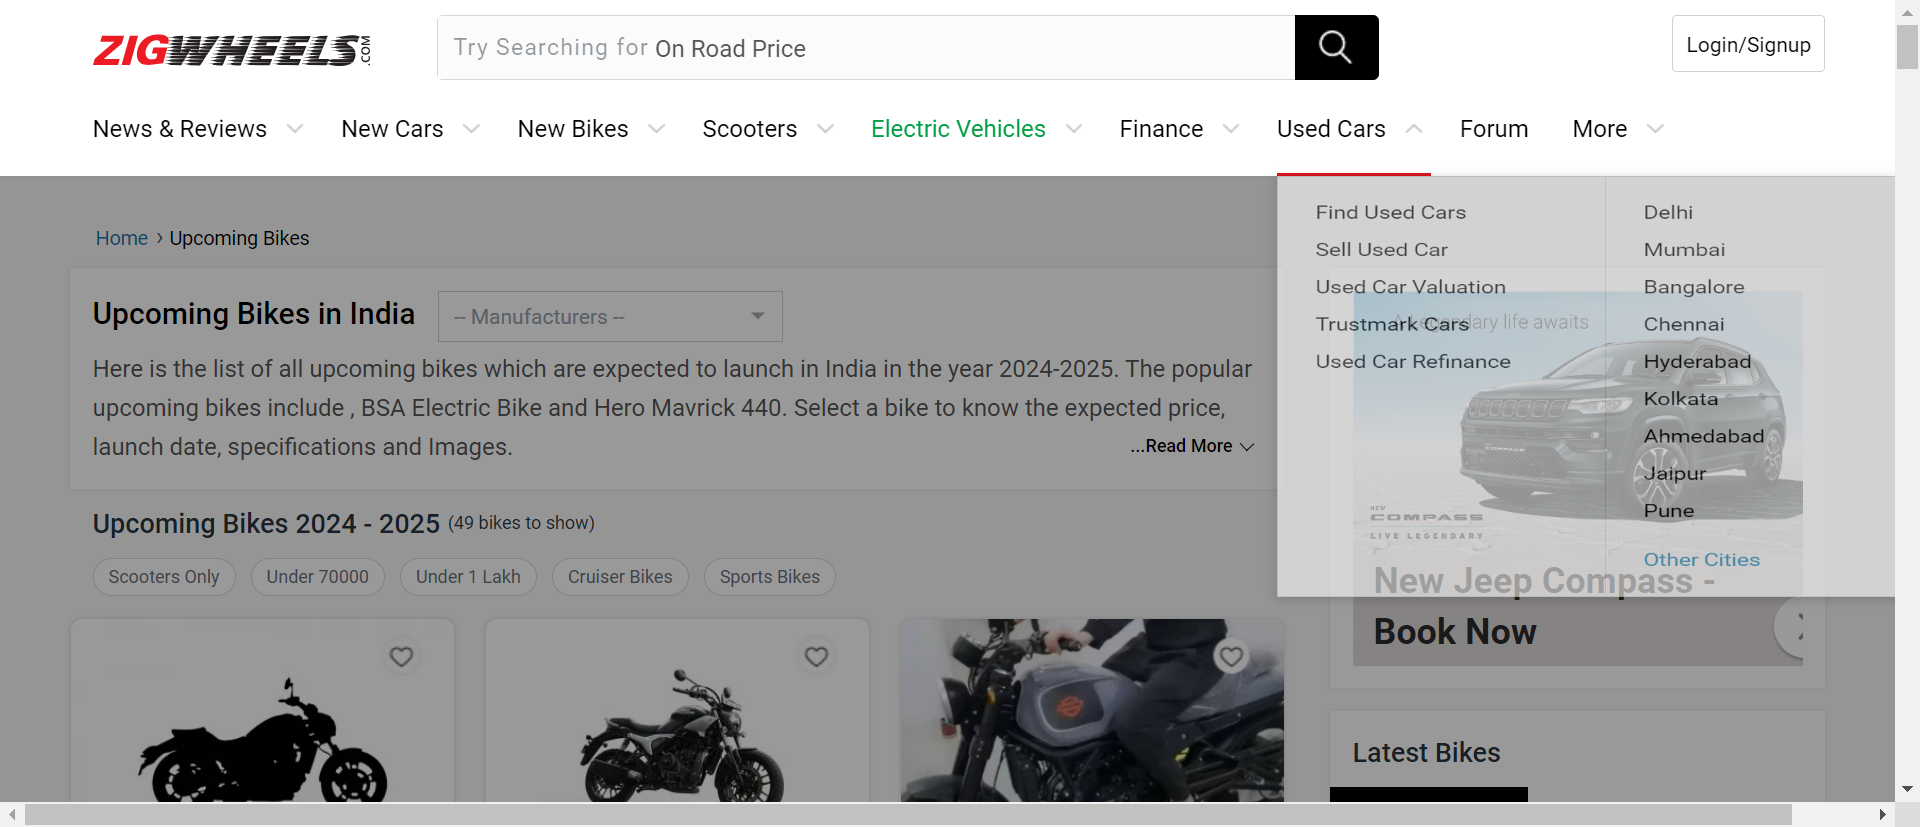 ZIGWHEELS.COM
Try Searching for On Road Price
Login/Signup
News & Reviews
New Cars
New Bikes
Scooters
Electric Vehicles
Finance
Used Cars
Forum
More
Find Used Cars
Sell Used Car
Used Car Valuation
Trustmark Cars
Used Car Refinance
Delhi
Mumbai
Bangalore
Chennai
Hyderabad
Kolkata
Ahmedabad
Jaipur
Pune
Other Cities
Home › Upcoming Bikes
Upcoming Bikes in India
-- Manufacturers --
Here is the list of all upcoming bikes which are expected to launch in India in the year 2024-2025. The popular
upcoming bikes include , BSA Electric Bike and Hero Mavrick 440. Select a bike to know the expected price,
launch date, specifications and Images.
...Read More
Upcoming Bikes 2024 - 2025 (49 bikes to show)
Scooters Only
Under 70000
Under 1 Lakh
Cruiser Bikes
Sports Bikes
A Legendary life awaits
NEW
COMPASS
LIVE LEGENDARY
New Jeep Compass -
Book Now
Latest Bikes